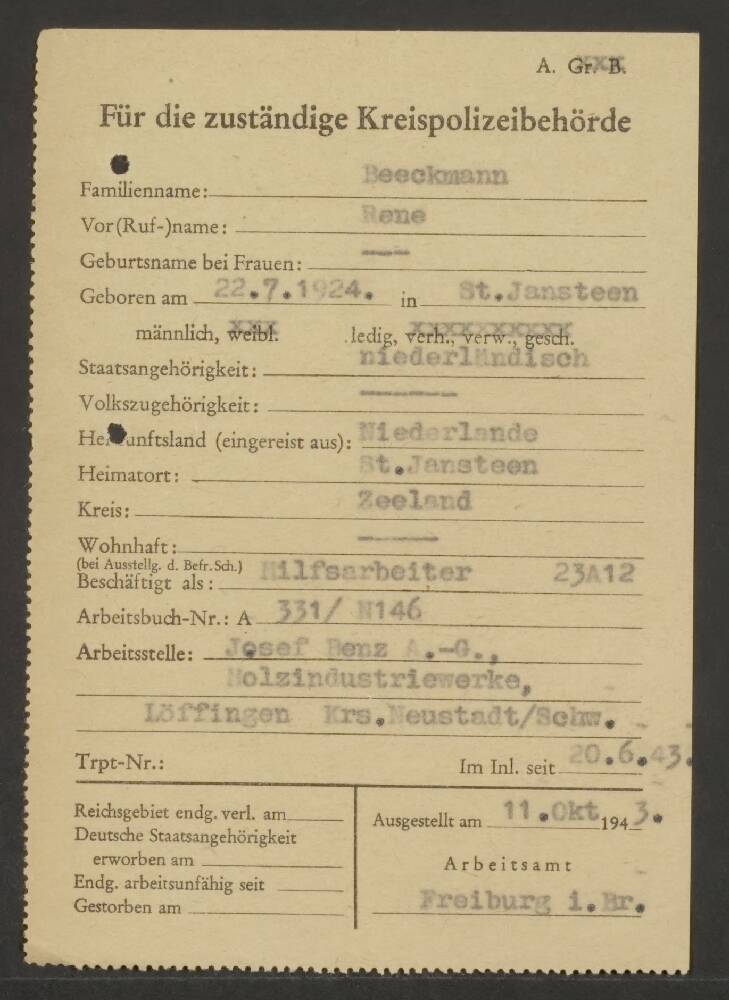 A. Gr. B.
Für die zuständige Kreispolizeibehörde
Familienname: Beeckmann
Vor(Ruf-)name: Rene
Geburtsname bei Frauen: ---
Geboren am 22.7.1924. in St.Jansteen
männlich, weibl. ledig, verh., verw., gesch.
Staatsangehörigkeit: niederländisch
Volkszugehörigkeit: ------
Herkunftsland (eingereist aus): Niederlande
Heimatort: St.Jansteen
Kreis: Zeeland
Wohnhaft: -----
(bei Ausstellg. d. Befr. Sch.)
Beschäftigt als: Hilfsarbeiter 23A12
Arbeitsbuch-Nr.: A 331/ N146
Arbeitsstelle: Josef Benz A.-G.,
Holzindustriewerke,
Löffingen Krs.Neustadt/Schw.
Trpt-Nr.: Im Inl. seit 20.6.43.
Reichsgebiet endg. verl. am
Deutsche Staatsangehörigkeit
erworben am
Endg. arbeitsunfähig seit
Gestorben am
Ausgestellt am 11.Okt 1943.
Arbeitsamt
Freiburg i.Br.